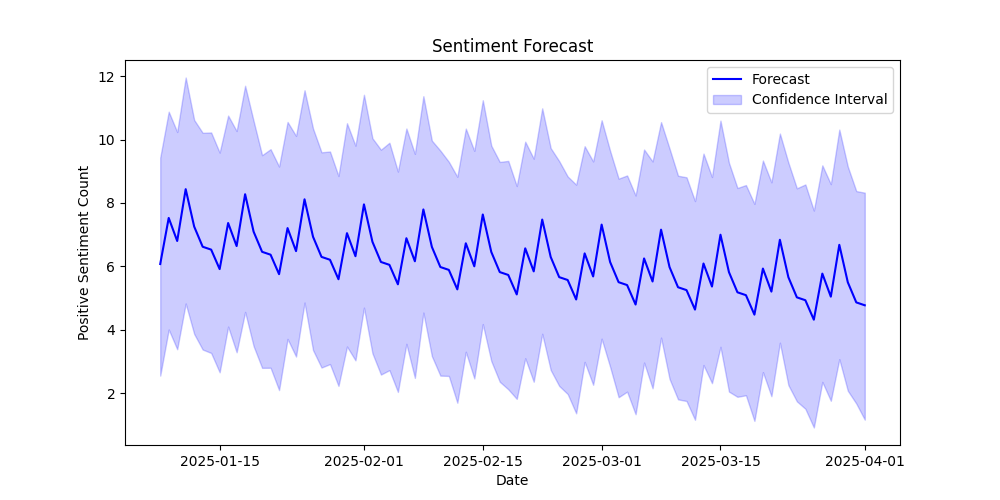 Sentiment Forecast
Forecast
Confidence Interval
Positive Sentiment Count
12
10
8
6
4
2
2025-01-15
2025-02-01
2025-02-15
2025-03-01
2025-03-15
2025-04-01
Date